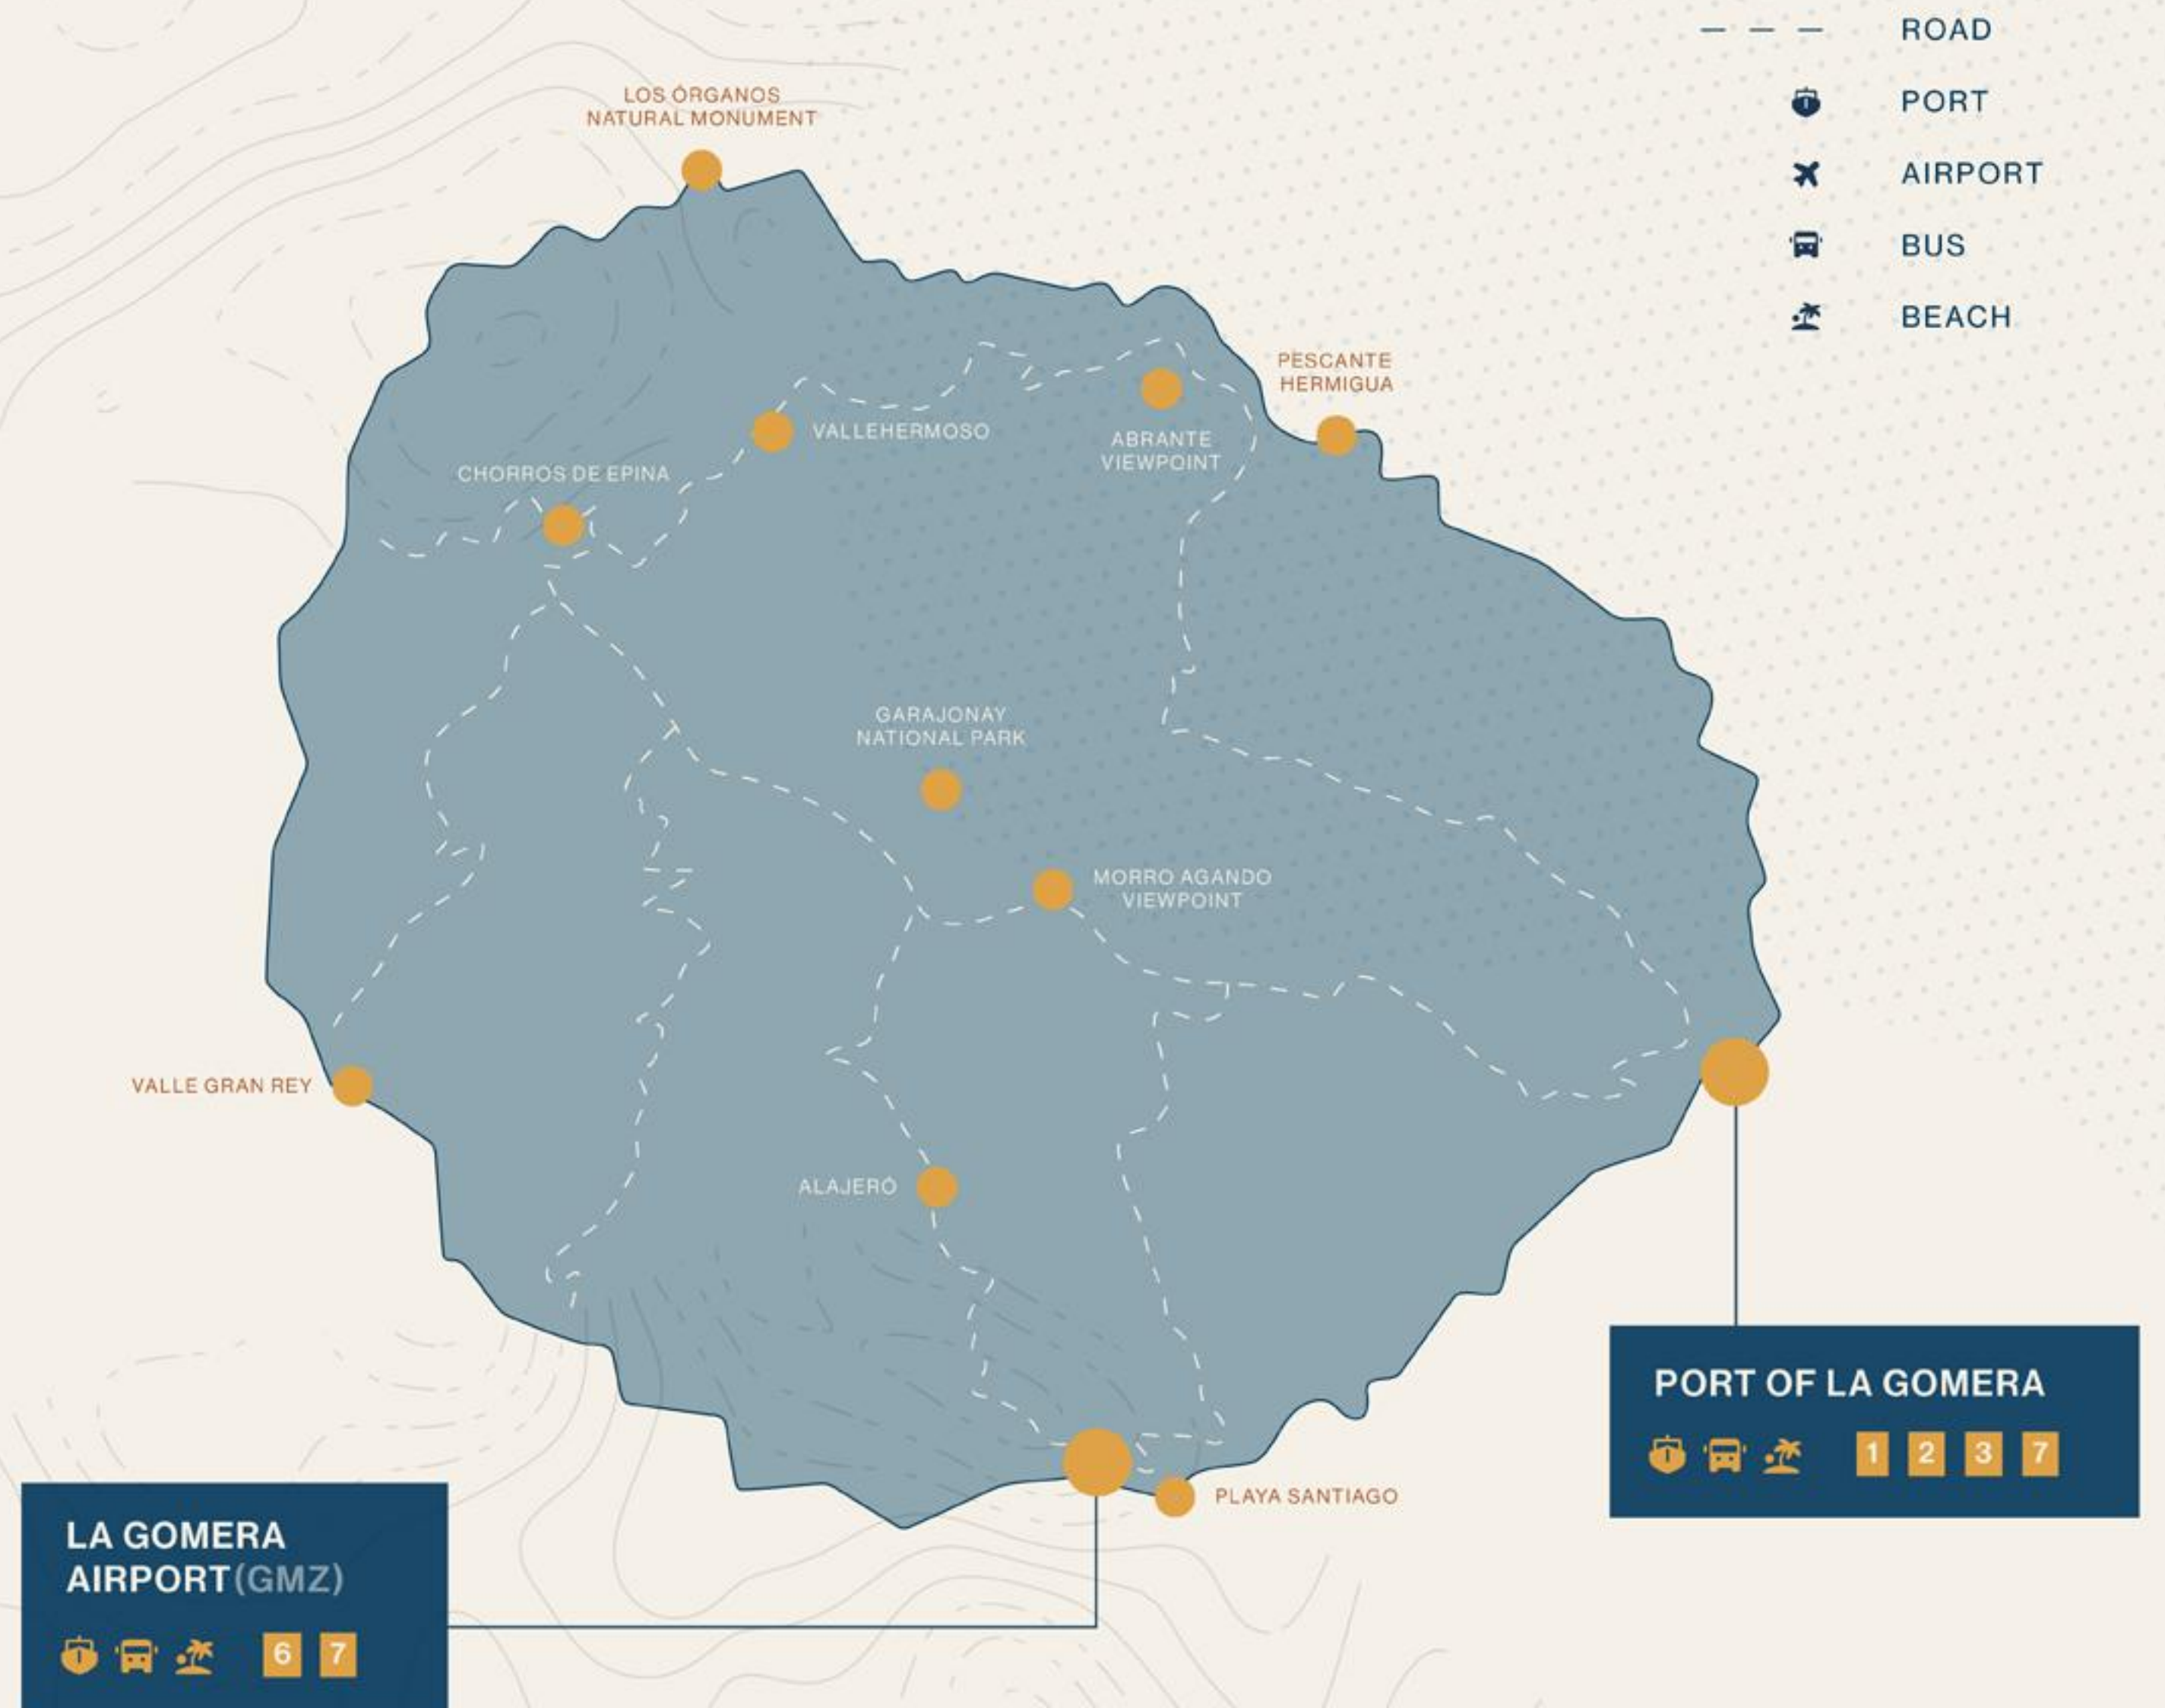 ROAD
PORT
AIRPORT
BUS
BEACH
LOS ÓRGANOS
NATURAL MONUMENT
PESCANTE
HERMIGUA
VALLEHERMOSO
ABRANTE
VIEWPOINT
CHORROS DE EPINA
GARAJONAY
NATIONAL PARK
MORRO AGANDO
VIEWPOINT
VALLE GRAN REY
ALAJERÓ
PLAYA SANTIAGO
PORT OF LA GOMERA
1 2 3 7
LA GOMERA
AIRPORT (GMZ)
6 7